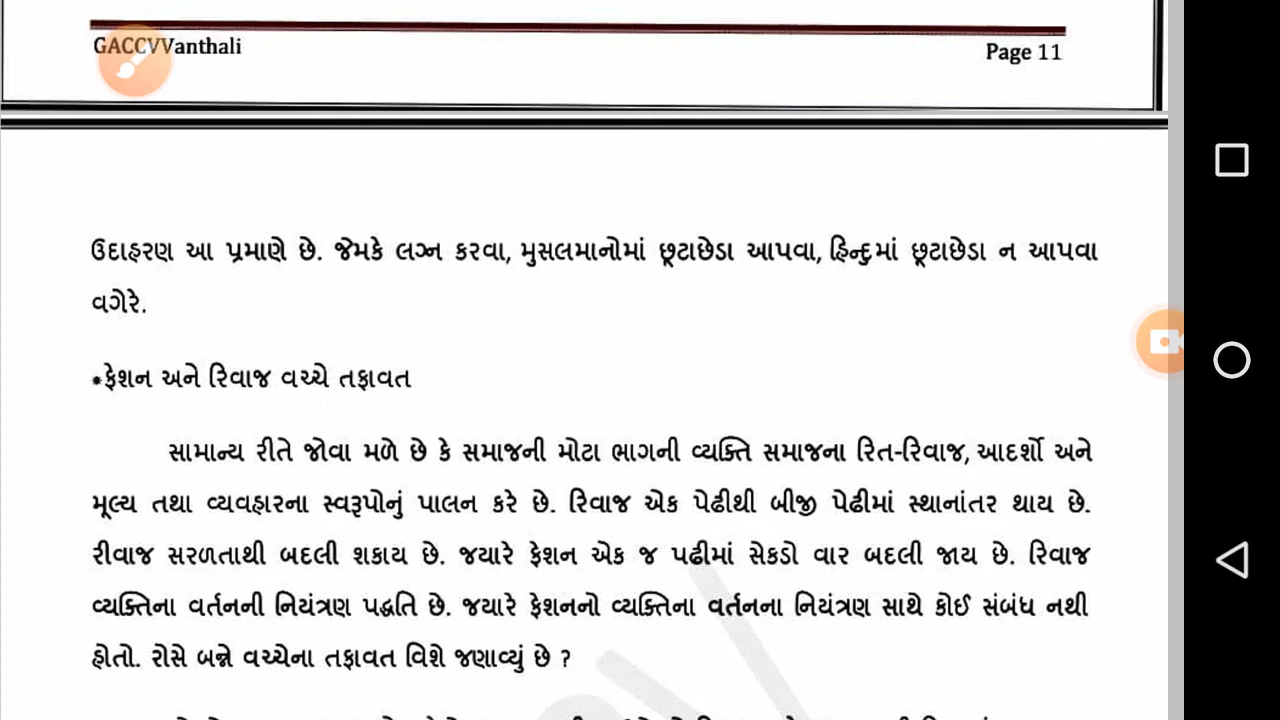 GACCVVanthali
Page 11
ઉદાહરણ આ પ્રમાણે છે. જેમકે લગ્ન કરવા, મુસલમાનોમાં છૂટાછેડા આપવા, હિન્દુમાં છૂટાછેડા ન આપવા
વગેરે.
*ફેશન અને રિવાજ વચ્ચે તફાવત
સામાન્ય રીતે જોવા મળે છે કે સમાજની મોટા ભાગની વ્યક્તિ સમાજના રિત-રિવાજ, આદર્શો અને
મૂલ્ય તથા વ્યવહારના સ્વરૂપોનું પાલન કરે છે. રિવાજ એક પેઢીથી બીજી પેઢીમાં સ્થાનાંતર થાય છે.
રીવાજ સરળતાથી બદલી શકાય છે. જયારે ફેશન એક જ પઢીમાં સેકડો વાર બદલી જાય છે. રિવાજ
વ્યક્તિના વર્તનની નિયંત્રણ પદ્ધતિ છે. જયારે ફેશનનો વ્યક્તિના વર્તનના નિયંત્રણ સાથે કોઈ સંબંધ નથી
હોતો. રોસે બન્ને વચ્ચેના તફાવત વિશે જણાવ્યું છે ?